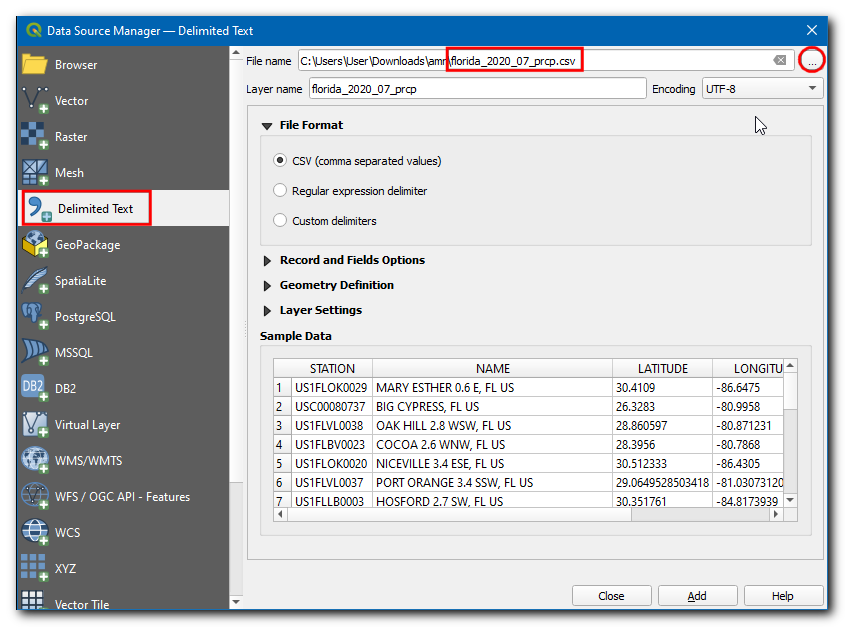 Data Source Manager — Delimited Text
Browser
Vector
Raster
Mesh
Delimited Text
GeoPackage
SpatiaLite
PostgreSQL
MSSQL
DB2
DB2
Virtual Layer
WMS/WMTS
WFS / OGC API - Features
WCS
XYZ
Vector Tile
File name C:\Users\User\Downloads\amr\florida_2020_07_prcp.csv ...
Layer name florida_2020_07_prcp Encoding UTF-8
File Format
CSV (comma separated values)
Regular expression delimiter
Custom delimiters
Record and Fields Options
Geometry Definition
Layer Settings
Sample Data
STATION NAME LATITUDE LONGITU
1 US1FLOK0029 MARY ESTHER 0.6 E, FL US 30.4109 -86.6475
2 USC00080737 BIG CYPRESS, FL US 26.3283 -80.9958
3 US1FLVL0038 OAK HILL 2.8 WSW, FL US 28.860597 -80.871231
4 US1FLBV0023 COCOA 2.6 WNW, FL US 28.3956 -80.7868
5 US1FLOK0020 NICEVILLE 3.4 ESE, FL US 30.512333 -86.4305
6 US1FLVL0037 PORT ORANGE 3.4 SSW, FL US 29.0649528503418 -81.03073120
7 US1FLLB0003 HOSFORD 2.7 SW, FL US 30.351761 -84.8173939
Close Add Help